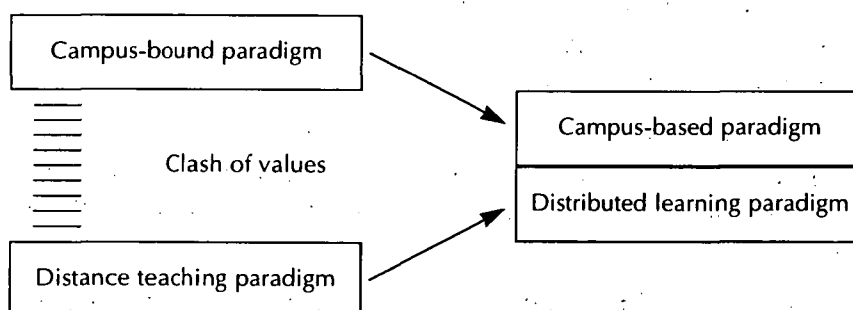 Campus-bound paradigm
Clash of values
Distance teaching paradigm
Campus-based paradigm
Distributed learning paradigm